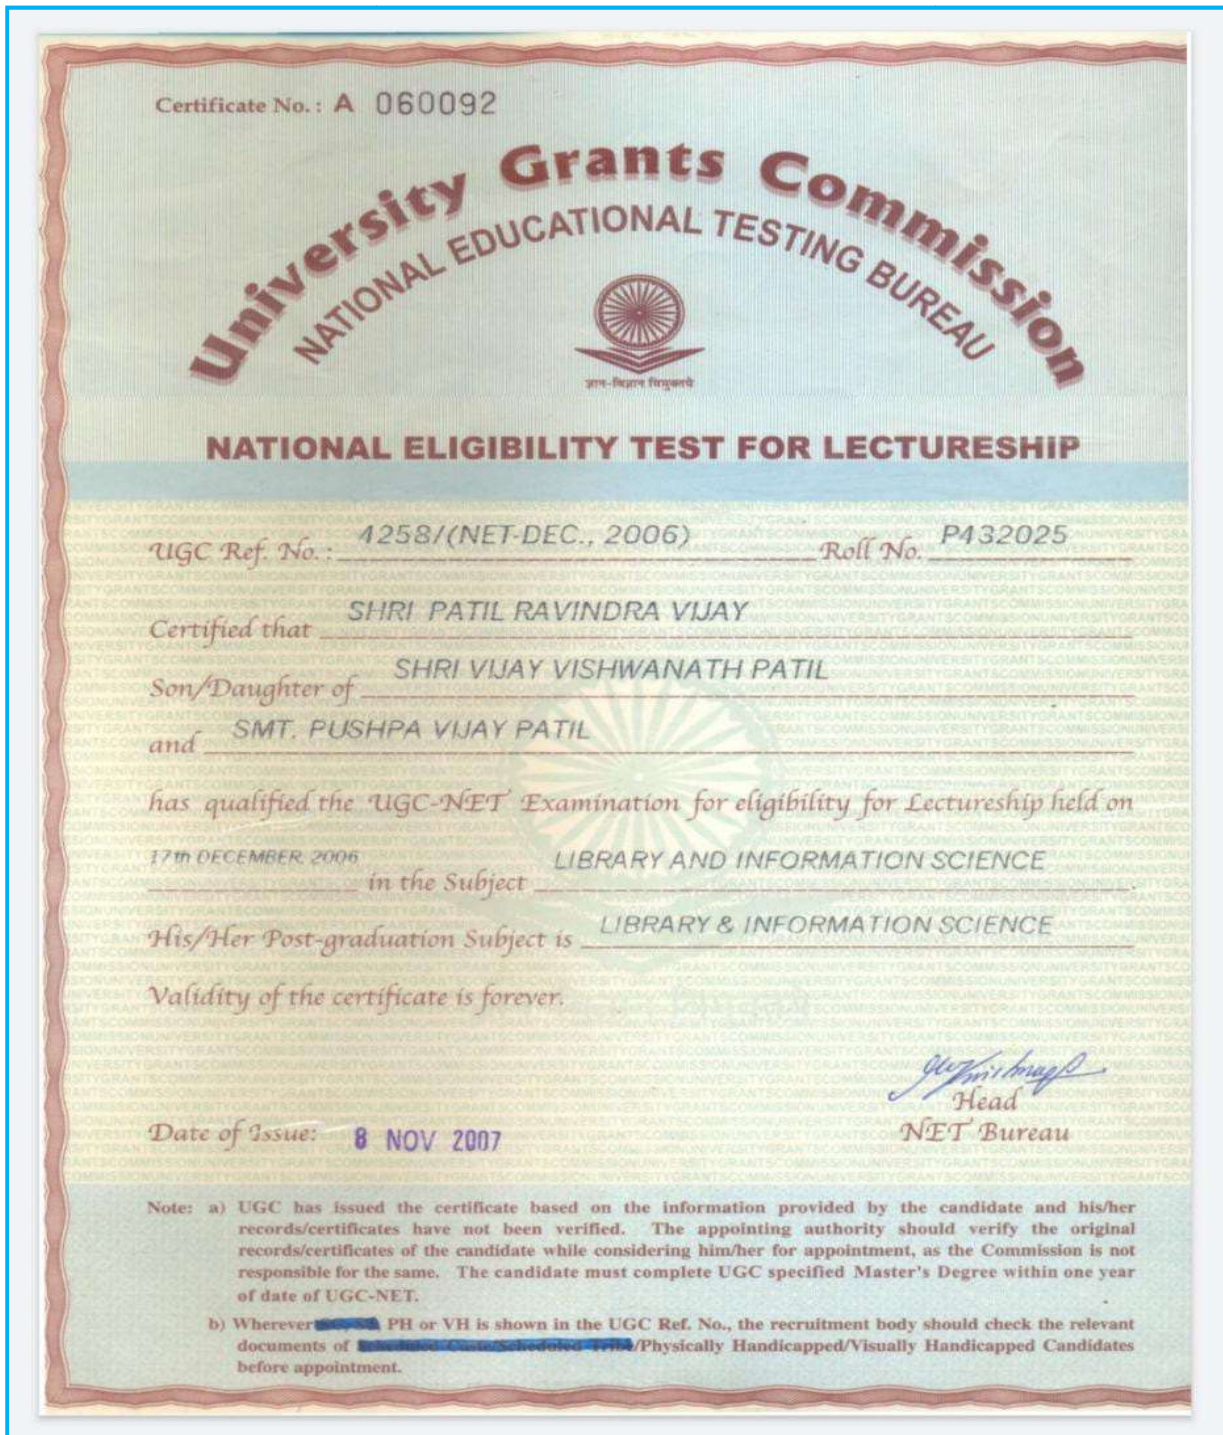 Certificate No. : A 060092
University Grants Commission
NATIONAL EDUCATIONAL TESTING BUREAU
ज्ञान-विज्ञान विमुक्तये
NATIONAL ELIGIBILITY TEST FOR LECTURESHIP
UGC Ref. No. : 4258/(NET-DEC., 2006) Roll No. P432025
Certified that SHRI PATIL RAVINDRA VIJAY
Son/Daughter of SHRI VIJAY VISHWANATH PATIL
and SMT. PUSHPA VIJAY PATIL
has qualified the UGC-NET Examination for eligibility for Lectureship held on
17th DECEMBER, 2006 in the Subject LIBRARY AND INFORMATION SCIENCE.
His/Her Post-graduation Subject is LIBRARY & INFORMATION SCIENCE
Validity of the certificate is forever.
Head
Date of Issue: 8 NOV 2007 NET Bureau
Note: a) UGC has issued the certificate based on the information provided by the candidate and his/her
records/certificates have not been verified. The appointing authority should verify the original
records/certificates of the candidate while considering him/her for appointment, as the Commission is not
responsible for the same. The candidate must complete UGC specified Master's Degree within one year
of date of UGC-NET.
b) Wherever PH or VH is shown in the UGC Ref. No., the recruitment body should check the relevant
documents of Scheduled Caste/Scheduled Tribe/Physically Handicapped/Visually Handicapped Candidates
before appointment.